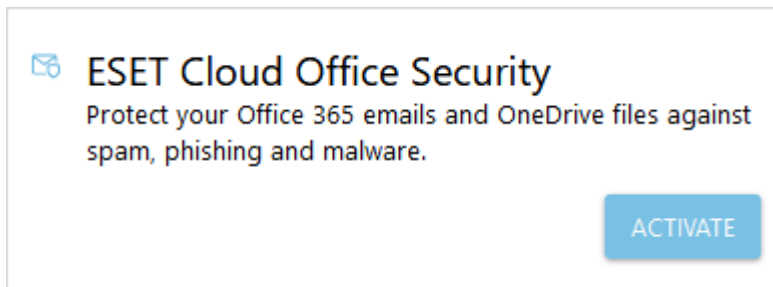 ESET Cloud Office Security
Protect your Office 365 emails and OneDrive files against
spam, phishing and malware.
ACTIVATE